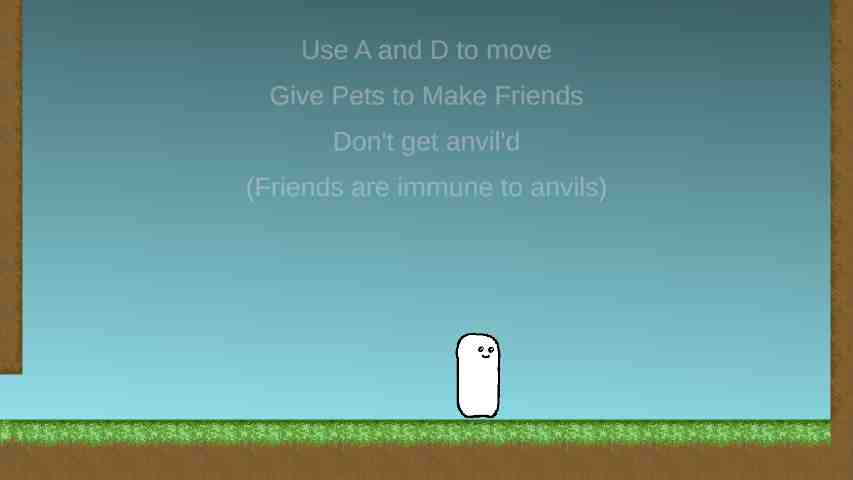 Use A and D to move
Give Pets to Make Friends
Don't get anvil'd
(Friends are immune to anvils)